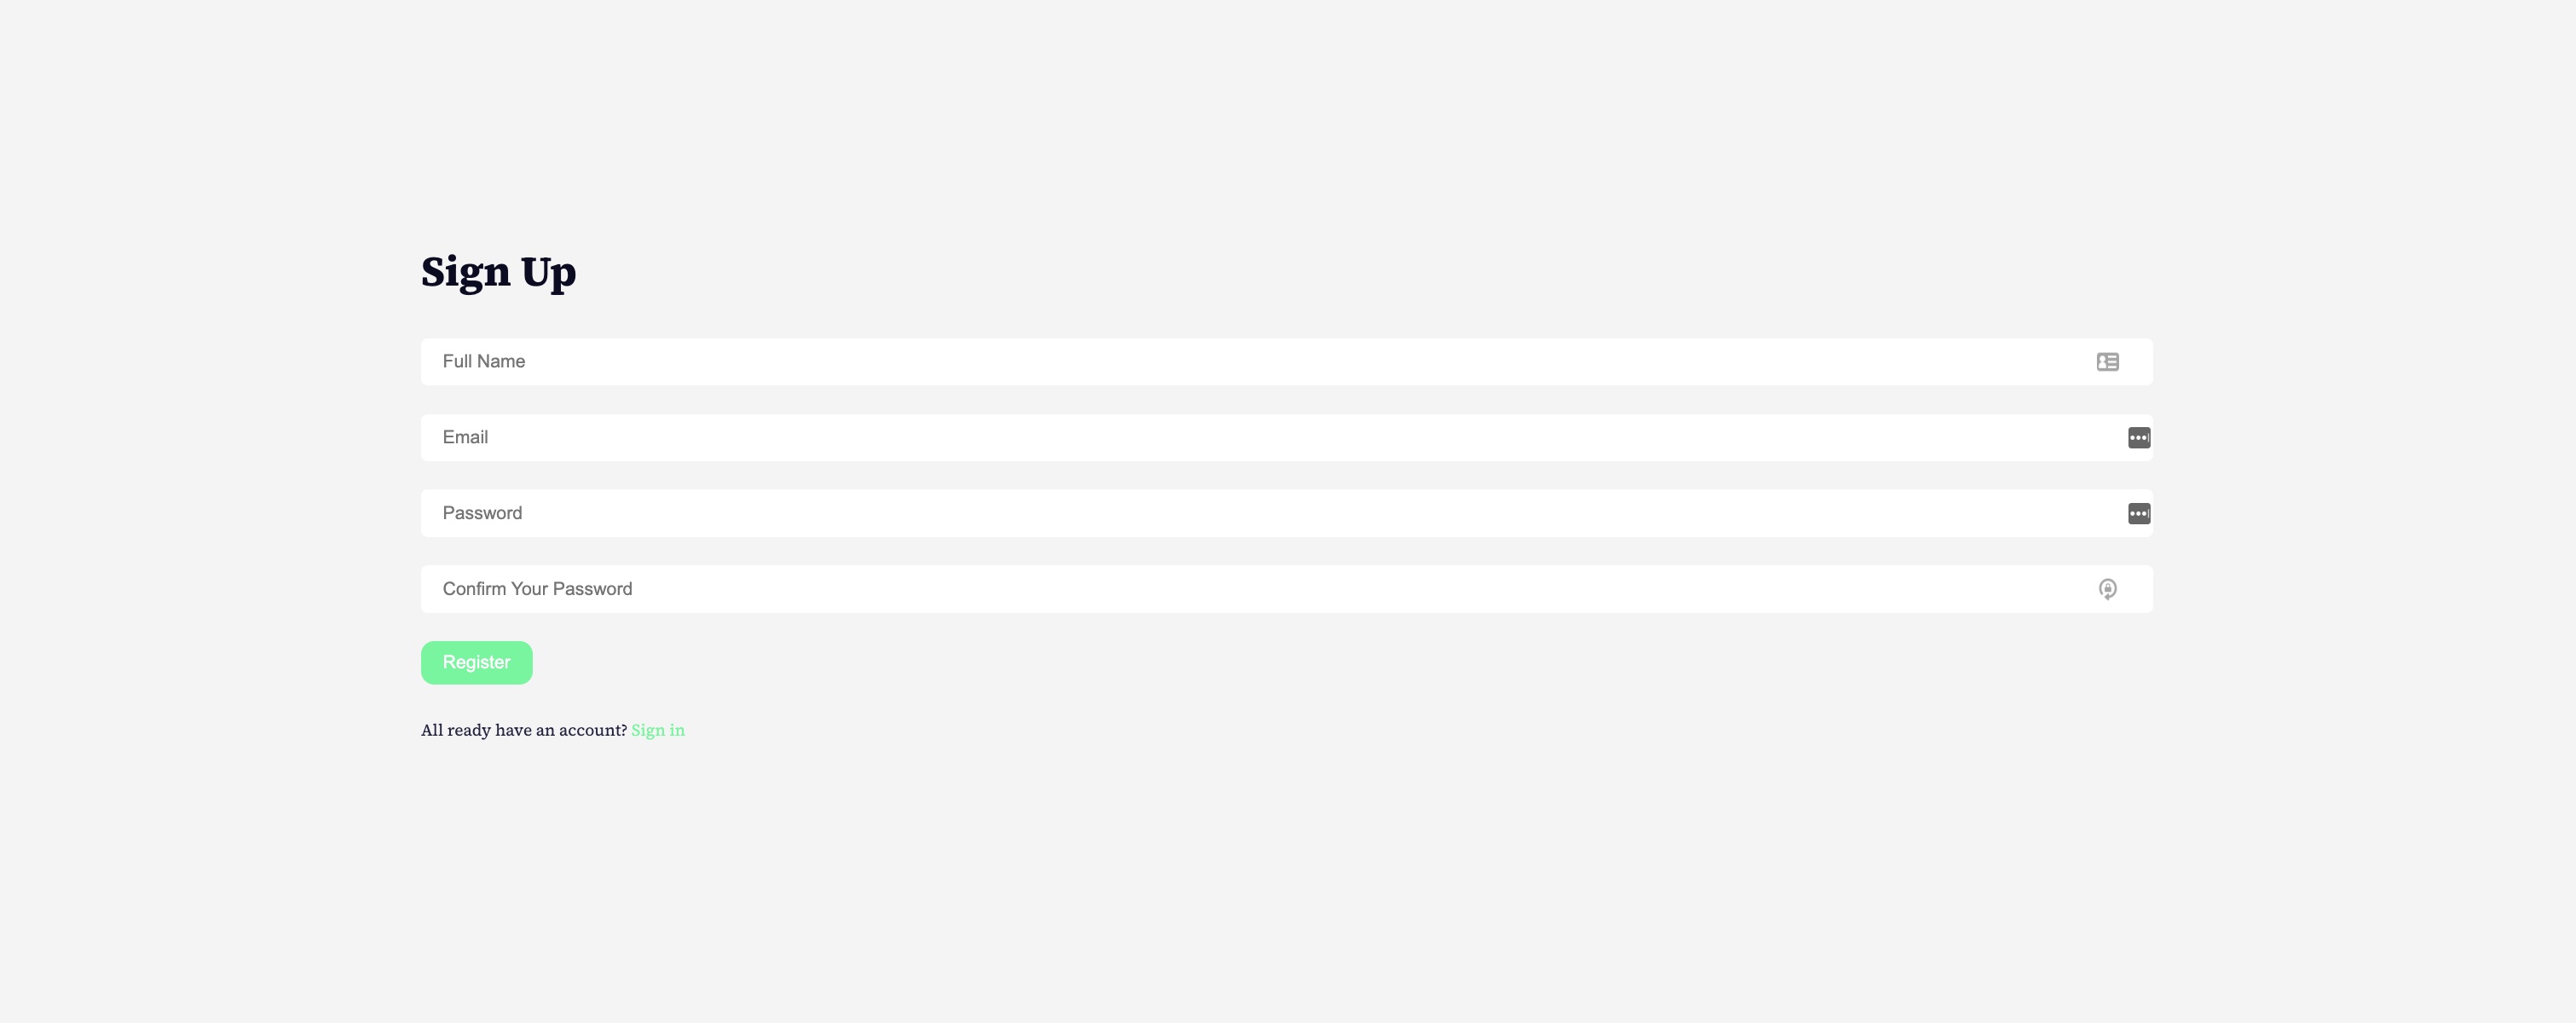 Sign Up
Full Name
Email
Password
Confirm Your Password
Register
All ready have an account? Sign in